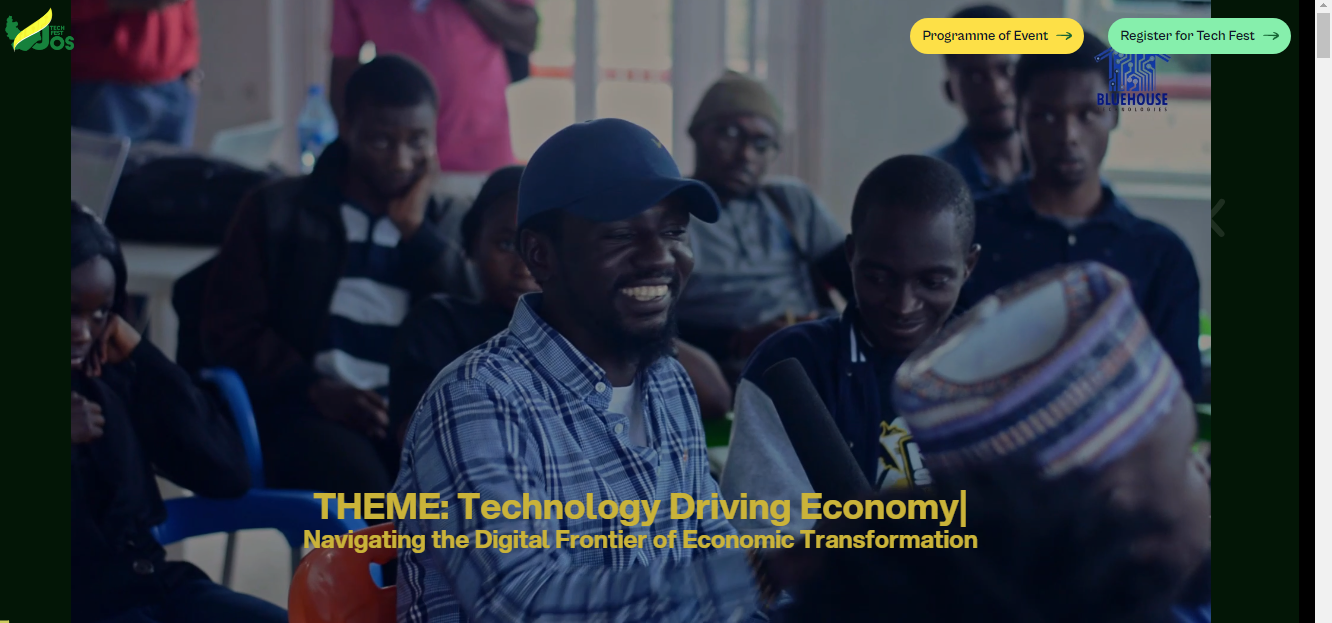 TECH
FEST
JOS
Programme of Event
Register for Tech Fest
BLUEHOUSE
TECHNOLOGIES
THEME: Technology Driving Economy|
Navigating the Digital Frontier of Economic Transformation